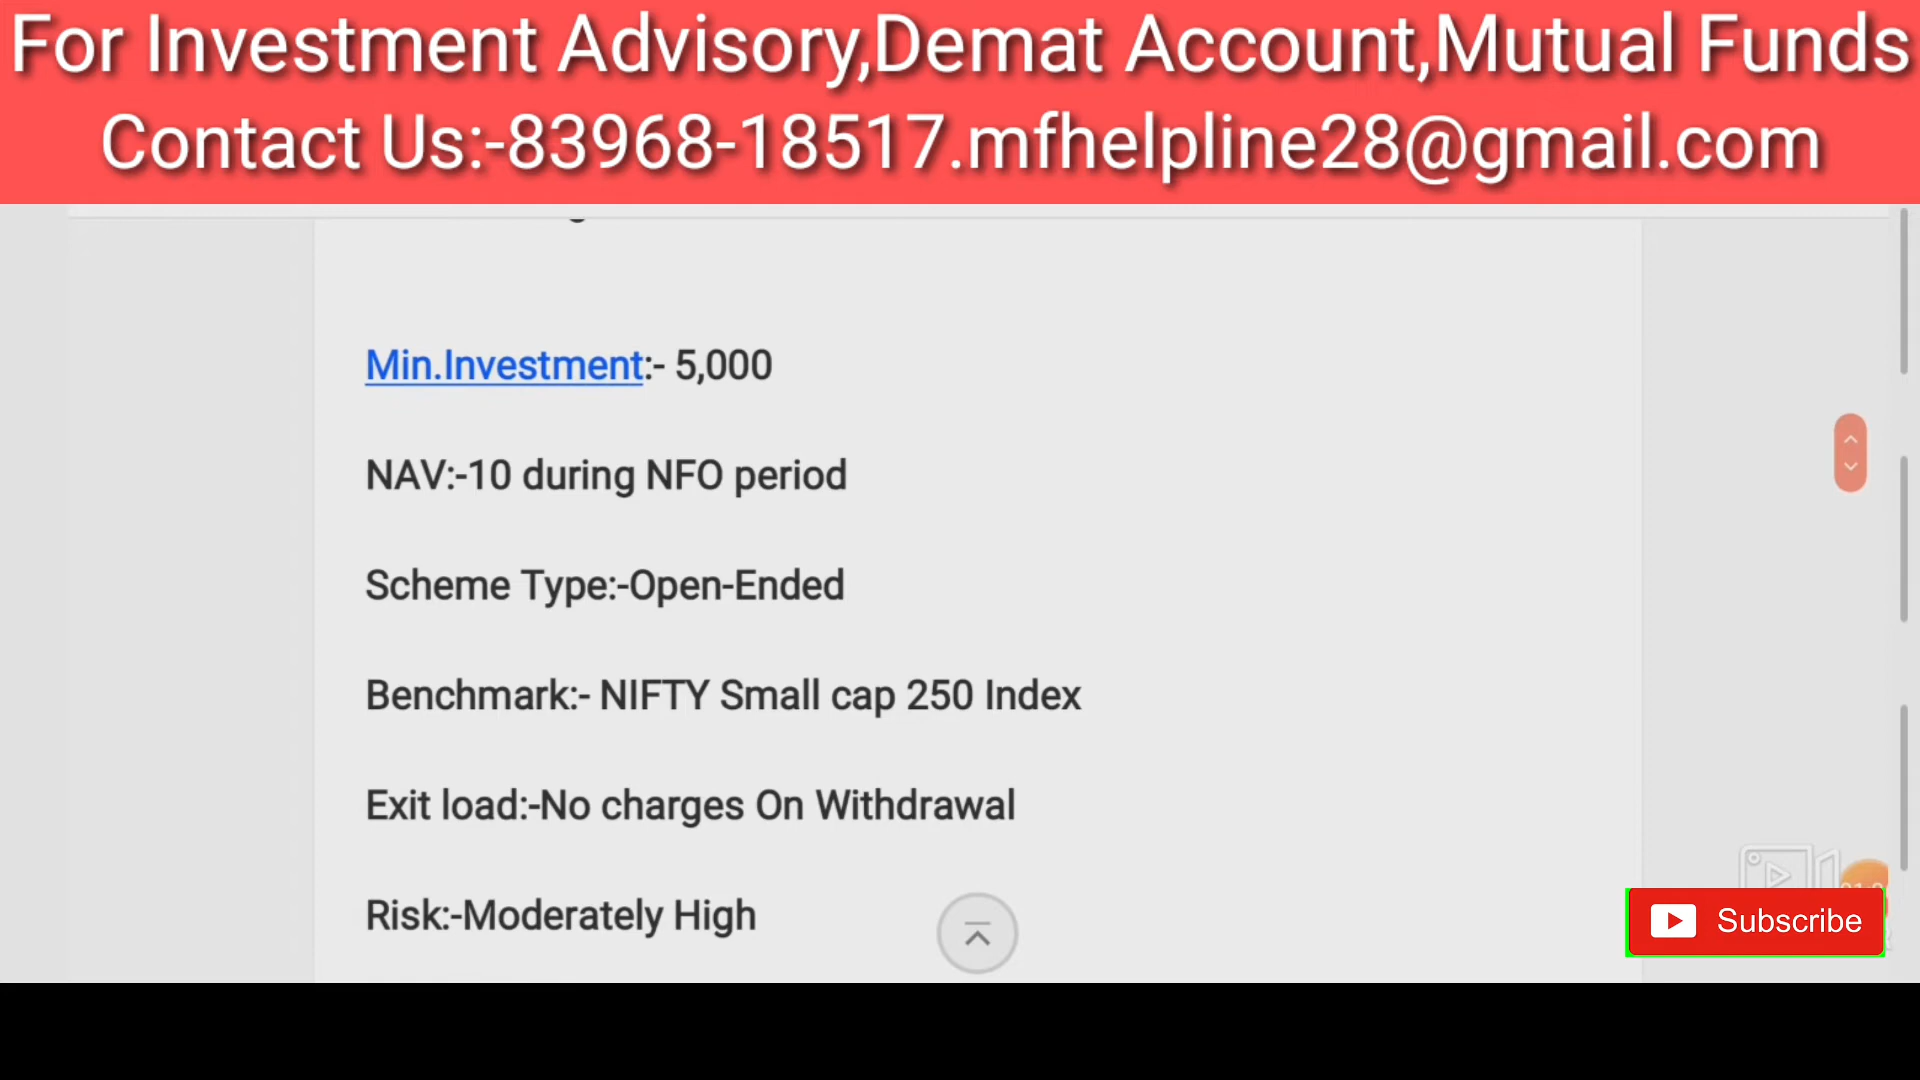 For Investment Advisory,Demat Account,Mutual Funds
Contact Us:-83968-18517.mfhelpline28@gmail.com
Min.Investment:- 5,000
NAV:-10 during NFO period
Scheme Type:-Open-Ended
Benchmark:- NIFTY Small cap 250 Index
Exit load:-No charges On Withdrawal
Risk:-Moderately High
Subscribe